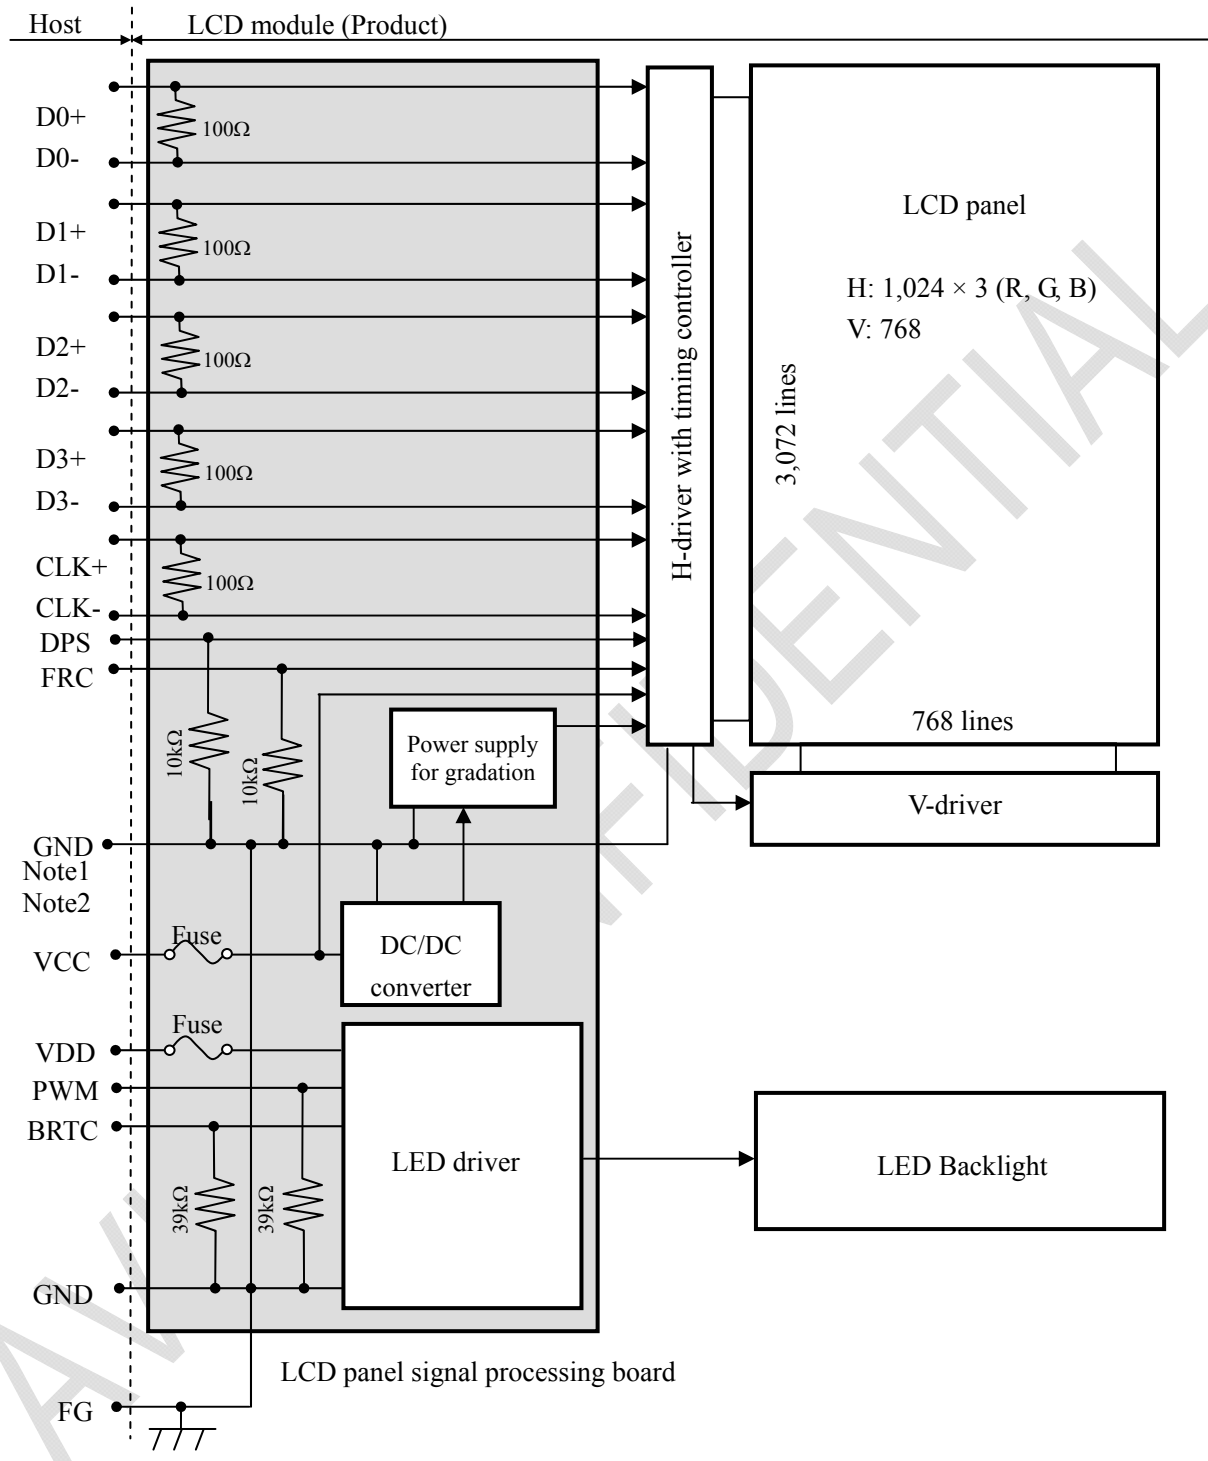 Host
LCD module (Product)
D0+
100Ω
D0-
D1+
100Ω
D1-
D2+
100Ω
D2-
D3+
100Ω
D3-
CLK+
100Ω
CLK-
DPS
FRC
10kΩ
10kΩ
H-driver with timing controller
LCD panel
H: 1,024 × 3 (R, G, B)
V: 768
3,072 lines
768 lines
Power supply
for gradation
V-driver
GND
Note1
Note2
Fuse
VCC
DC/DC
converter
Fuse
VDD
PWM
BRTC
39kΩ
39kΩ
LED driver
LED Backlight
GND
LCD panel signal processing board
FG